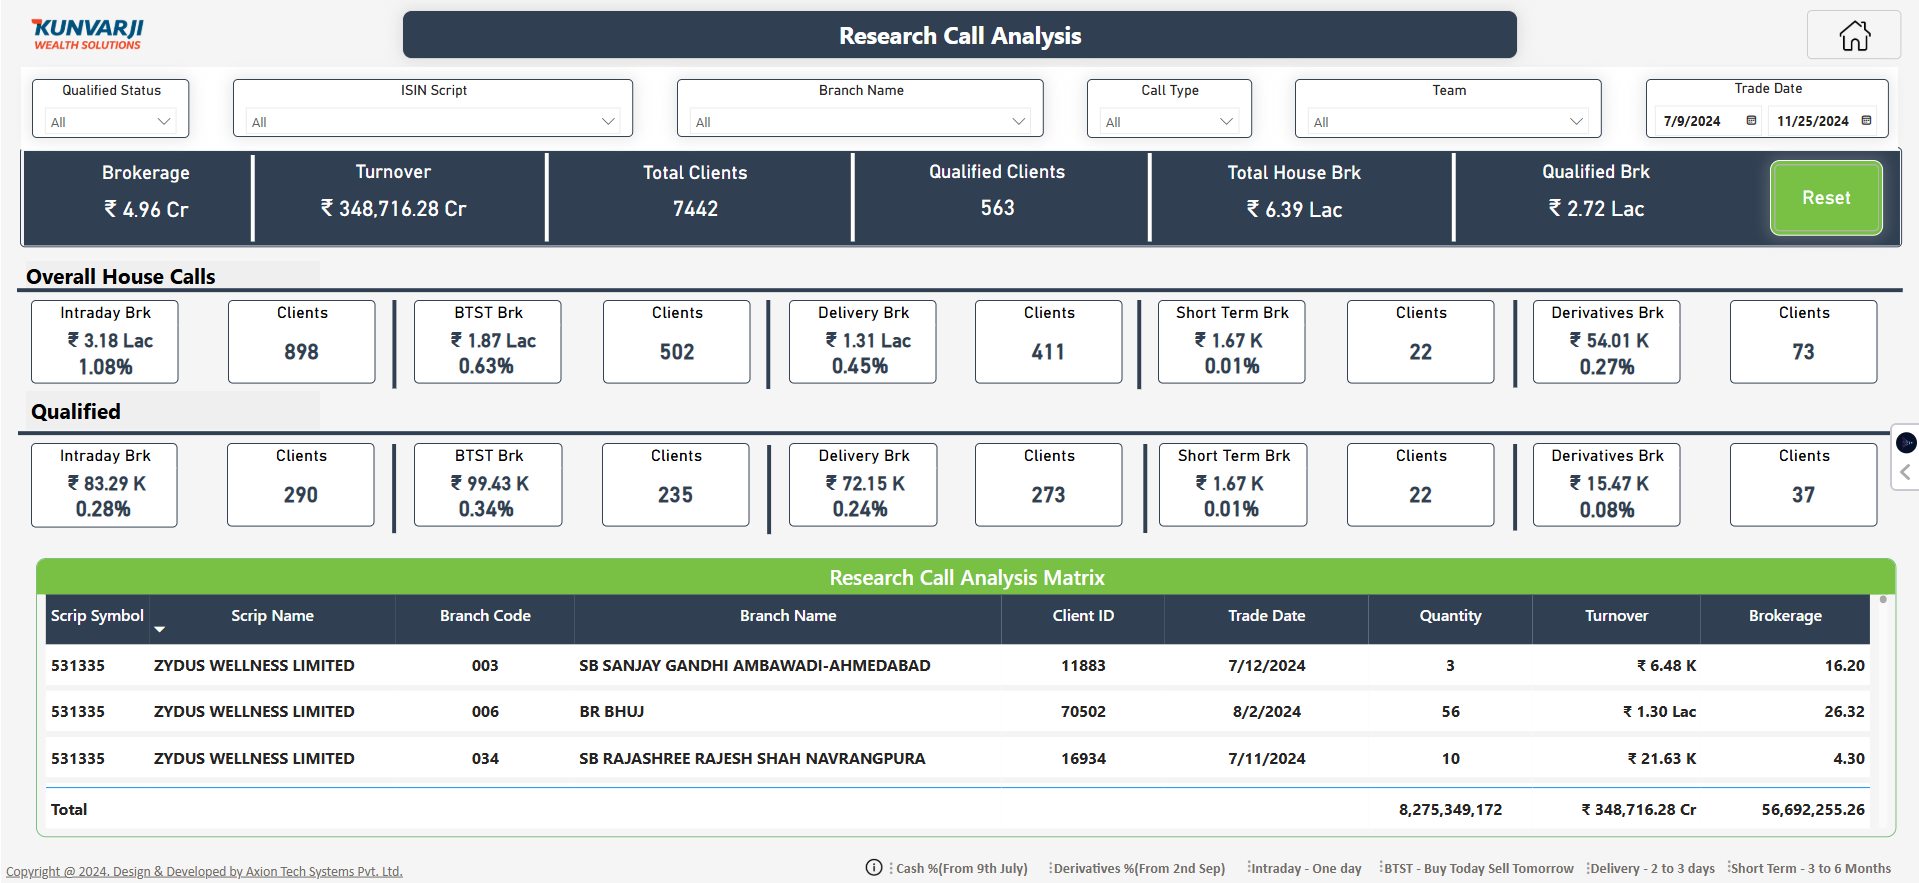 KUNVARJI
WEALTH SOLUTIONS
Research Call Analysis
Qualified Status
All
ISIN Script
All
Branch Name
All
Call Type
All
Team
All
Trade Date
7/9/2024 11/25/2024
Brokerage
₹ 4.96 Cr
Turnover
₹ 348,716.28 Cr
Total Clients
7442
Qualified Clients
563
Total House Brk
₹ 6.39 Lac
Qualified Brk
₹ 2.72 Lac
Reset
Overall House Calls
Intraday Brk
₹ 3.18 Lac
1.08%
Clients
898
BTST Brk
₹ 1.87 Lac
0.63%
Clients
502
Delivery Brk
₹ 1.31 Lac
0.45%
Clients
411
Short Term Brk
₹ 1.67 K
0.01%
Clients
22
Derivatives Brk
₹ 54.01 K
0.27%
Clients
73
Qualified
Intraday Brk
₹ 83.29 K
0.28%
Clients
290
BTST Brk
₹ 99.43 K
0.34%
Clients
235
Delivery Brk
₹ 72.15 K
0.24%
Clients
273
Short Term Brk
₹ 1.67 K
0.01%
Clients
22
Derivatives Brk
₹ 15.47 K
0.08%
Clients
37
Research Call Analysis Matrix
Scrip Symbol Scrip Name Branch Code Branch Name Client ID Trade Date Quantity Turnover Brokerage
531335 ZYDUS WELLNESS LIMITED 003 SB SANJAY GANDHI AMBAWADI-AHMEDABAD 11883 7/12/2024 3 ₹ 6.48 K 16.20
531335 ZYDUS WELLNESS LIMITED 006 BR BHUJ 70502 8/2/2024 56 ₹ 1.30 Lac 26.32
531335 ZYDUS WELLNESS LIMITED 034 SB RAJASHREE RAJESH SHAH NAVRANGPURA 16934 7/11/2024 10 ₹ 21.63 K 4.30
Total 8,275,349,172 ₹ 348,716.28 Cr 56,692,255.26
Copyright @ 2024. Design & Developed by Axion Tech Systems Pvt. Ltd.
Cash %(From 9th July) Derivatives %(From 2nd Sep) Intraday - One day BTST - Buy Today Sell Tomorrow Delivery - 2 to 3 days Short Term - 3 to 6 Months